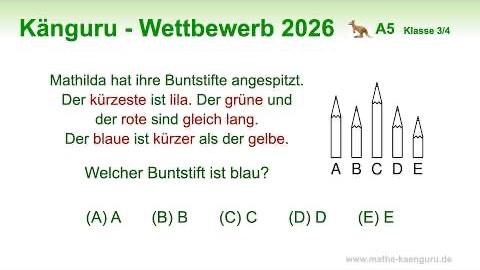 Känguru - Wettbewerb 2026 A5 Klasse 3/4
Mathilda hat ihre Buntstifte angespitzt.
Der kürzeste ist lila. Der grüne und
der rote sind gleich lang.
Der blaue ist kürzer als der gelbe.
A B C D E
Welcher Buntstift ist blau?
(A) A (B) B (C) C (D) D (E) E
www.mathe-kaenguru.de